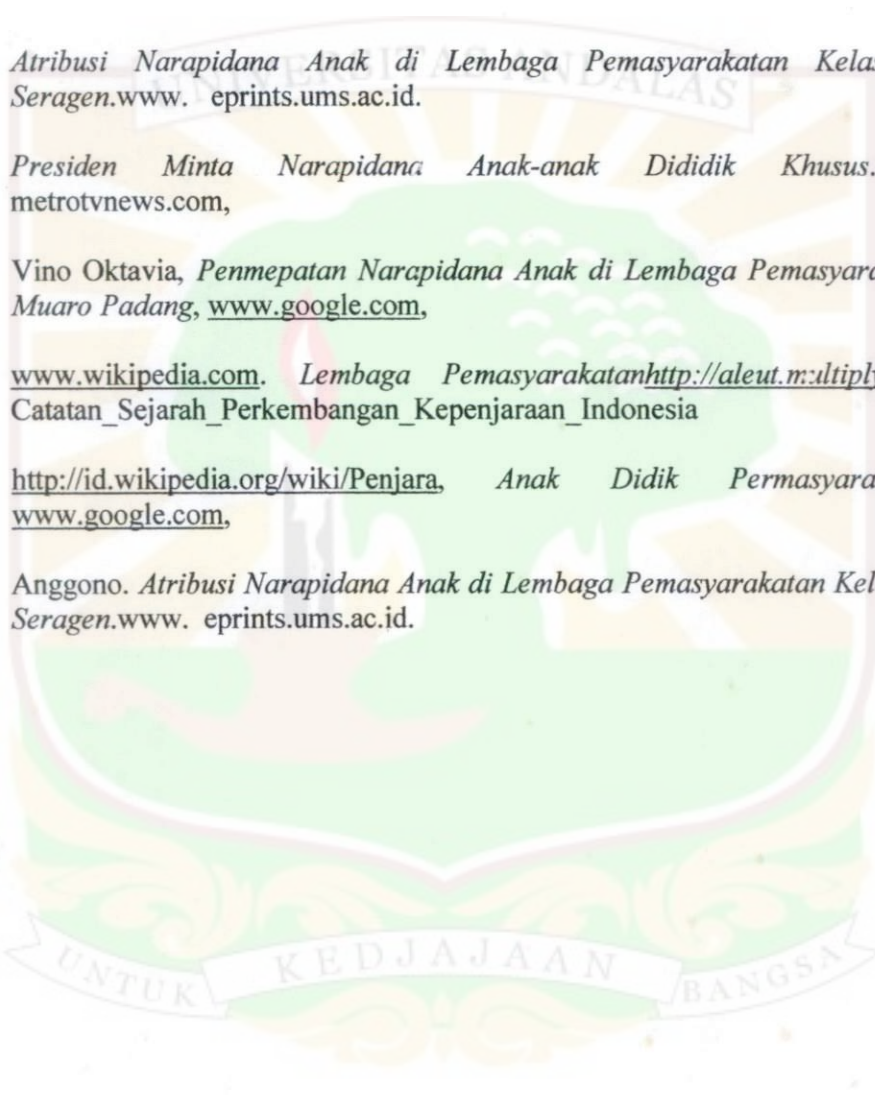 UNIVERSITAS ANDALAS
Atribusi Narapidana Anak di Lembaga Pemasyarakatan Kela
Seragen.www. eprints.ums.ac.id.
Presiden Minta Narapidana Anak-anak Dididik Khusus.
metrotvnews.com,
Vino Oktavia, Penmepatan Narapidana Anak di Lembaga Pemasyara
Muaro Padang, www.google.com,
www.wikipedia.com. Lembaga Pemasyarakatanhttp://aleut.multiply
Catatan_Sejarah_Perkembangan_Kepenjaraan_Indonesia
http://id.wikipedia.org/wiki/Penjara, Anak Didik Permasyara
www.google.com,
Anggono. Atribusi Narapidana Anak di Lembaga Pemasyarakatan Kel
Seragen.www. eprints.ums.ac.id.
UNTUK KEDJAJAAN BANGSA